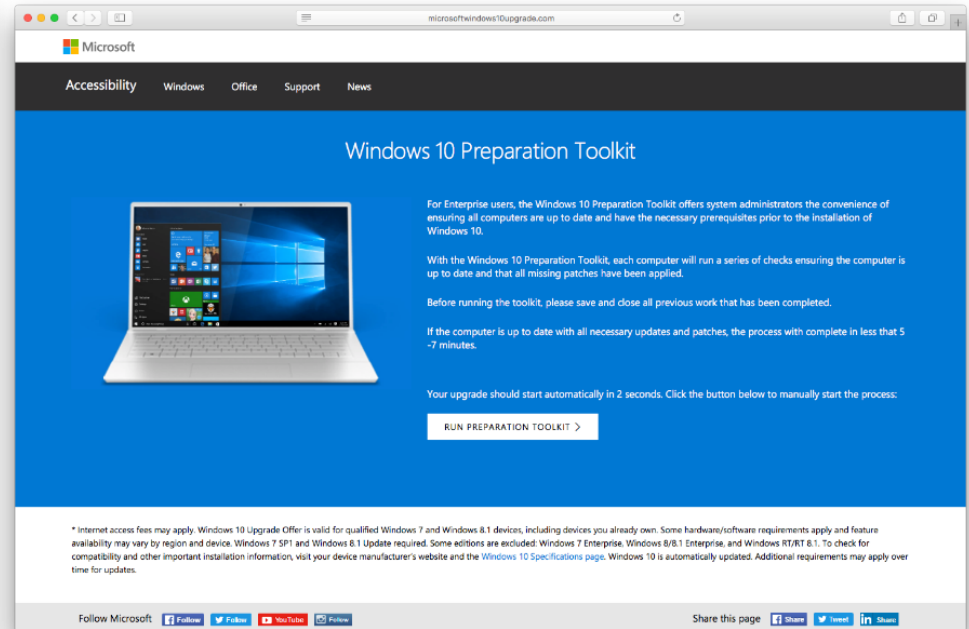 microsoftwindows10upgrade.com
Microsoft
Accessibility Windows Office Support News
Windows 10 Preparation Toolkit
For Enterprise users, the Windows 10 Preparation Toolkit offers system administrators the convenience of
ensuring all computers are up to date and have the necessary prerequisites prior to the installation of
Windows 10.
With the Windows 10 Preparation Toolkit, each computer will run a series of checks ensuring the computer is
up to date and that all missing patches have been applied.
Before running the toolkit, please save and close all previous work that has been completed.
If the computer is up to date with all necessary updates and patches, the process with complete in less that 5
-7 minutes.
Your upgrade should start automatically in 2 seconds. Click the button below to manually start the process:
RUN PREPARATION TOOLKIT
* Internet access fees may apply. Windows 10 Upgrade Offer is valid for qualified Windows 7 and Windows 8.1 devices, including devices you already own. Some hardware/software requirements apply and feature
availability may vary by region and device. Windows 7 SP1 and Windows 8.1 Update required. Some editions are excluded: Windows 7 Enterprise, Windows 8/8.1 Enterprise, and Windows RT/RT 8.1. To check for
compatibility and other important installation information, visit your device manufacturer's website and the Windows 10 Specifications page. Windows 10 is automatically updated. Additional requirements may apply over
time for updates.
Follow Microsoft Follow Follow YouTube Follow Share this page Share Tweet in Share